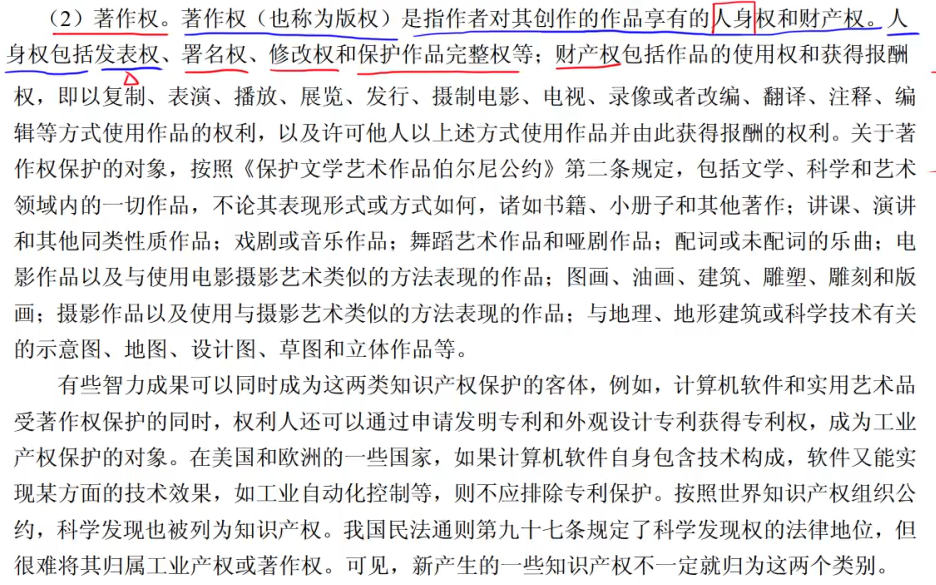 （2）著作权。著作权（也称为版权）是指作者对其创作的作品享有的人身权和财产权。人
身权包括发表权、署名权、修改权和保护作品完整权等；财产权包括作品的使用权和获得报酬
权，即以复制、表演、播放、展览、发行、摄制电影、电视、录像或者改编、翻译、注释、编
辑等方式使用作品的权利，以及许可他人以上述方式使用作品并由此获得报酬的权利。关于著
作权保护的对象，按照《保护文学艺术作品伯尔尼公约》第二条规定，包括文学、科学和艺术
领域内的一切作品，不论其表现形式或方式如何，诸如书籍、小册子和其他著作；讲课、演讲
和其他同类性质作品；戏剧或音乐作品；舞蹈艺术作品和哑剧作品；配词或未配词的乐曲；电
影作品以及与使用电影摄影艺术类似的方法表现的作品；图画、油画、建筑、雕塑、雕刻和版
画；摄影作品以及使用与摄影艺术类似的方法表现的作品；与地理、地形建筑或科学技术有关
的示意图、地图、设计图、草图和立体作品等。
有些智力成果可以同时成为这两类知识产权保护的客体，例如，计算机软件和实用艺术品
受著作权保护的同时，权利人还可以通过申请发明专利和外观设计专利获得专利权，成为工业
产权保护的对象。在美国和欧洲的一些国家，如果计算机软件自身包含技术构成，软件又能实
现某方面的技术效果，如工业自动化控制等，则不应排除专利保护。按照世界知识产权组织公
约，科学发现也被列为知识产权。我国民法通则第九十七条规定了科学发现权的法律地位，但
很难将其归属工业产权或著作权。可见，新产生的一些知识产权不一定就归为这两个类别。